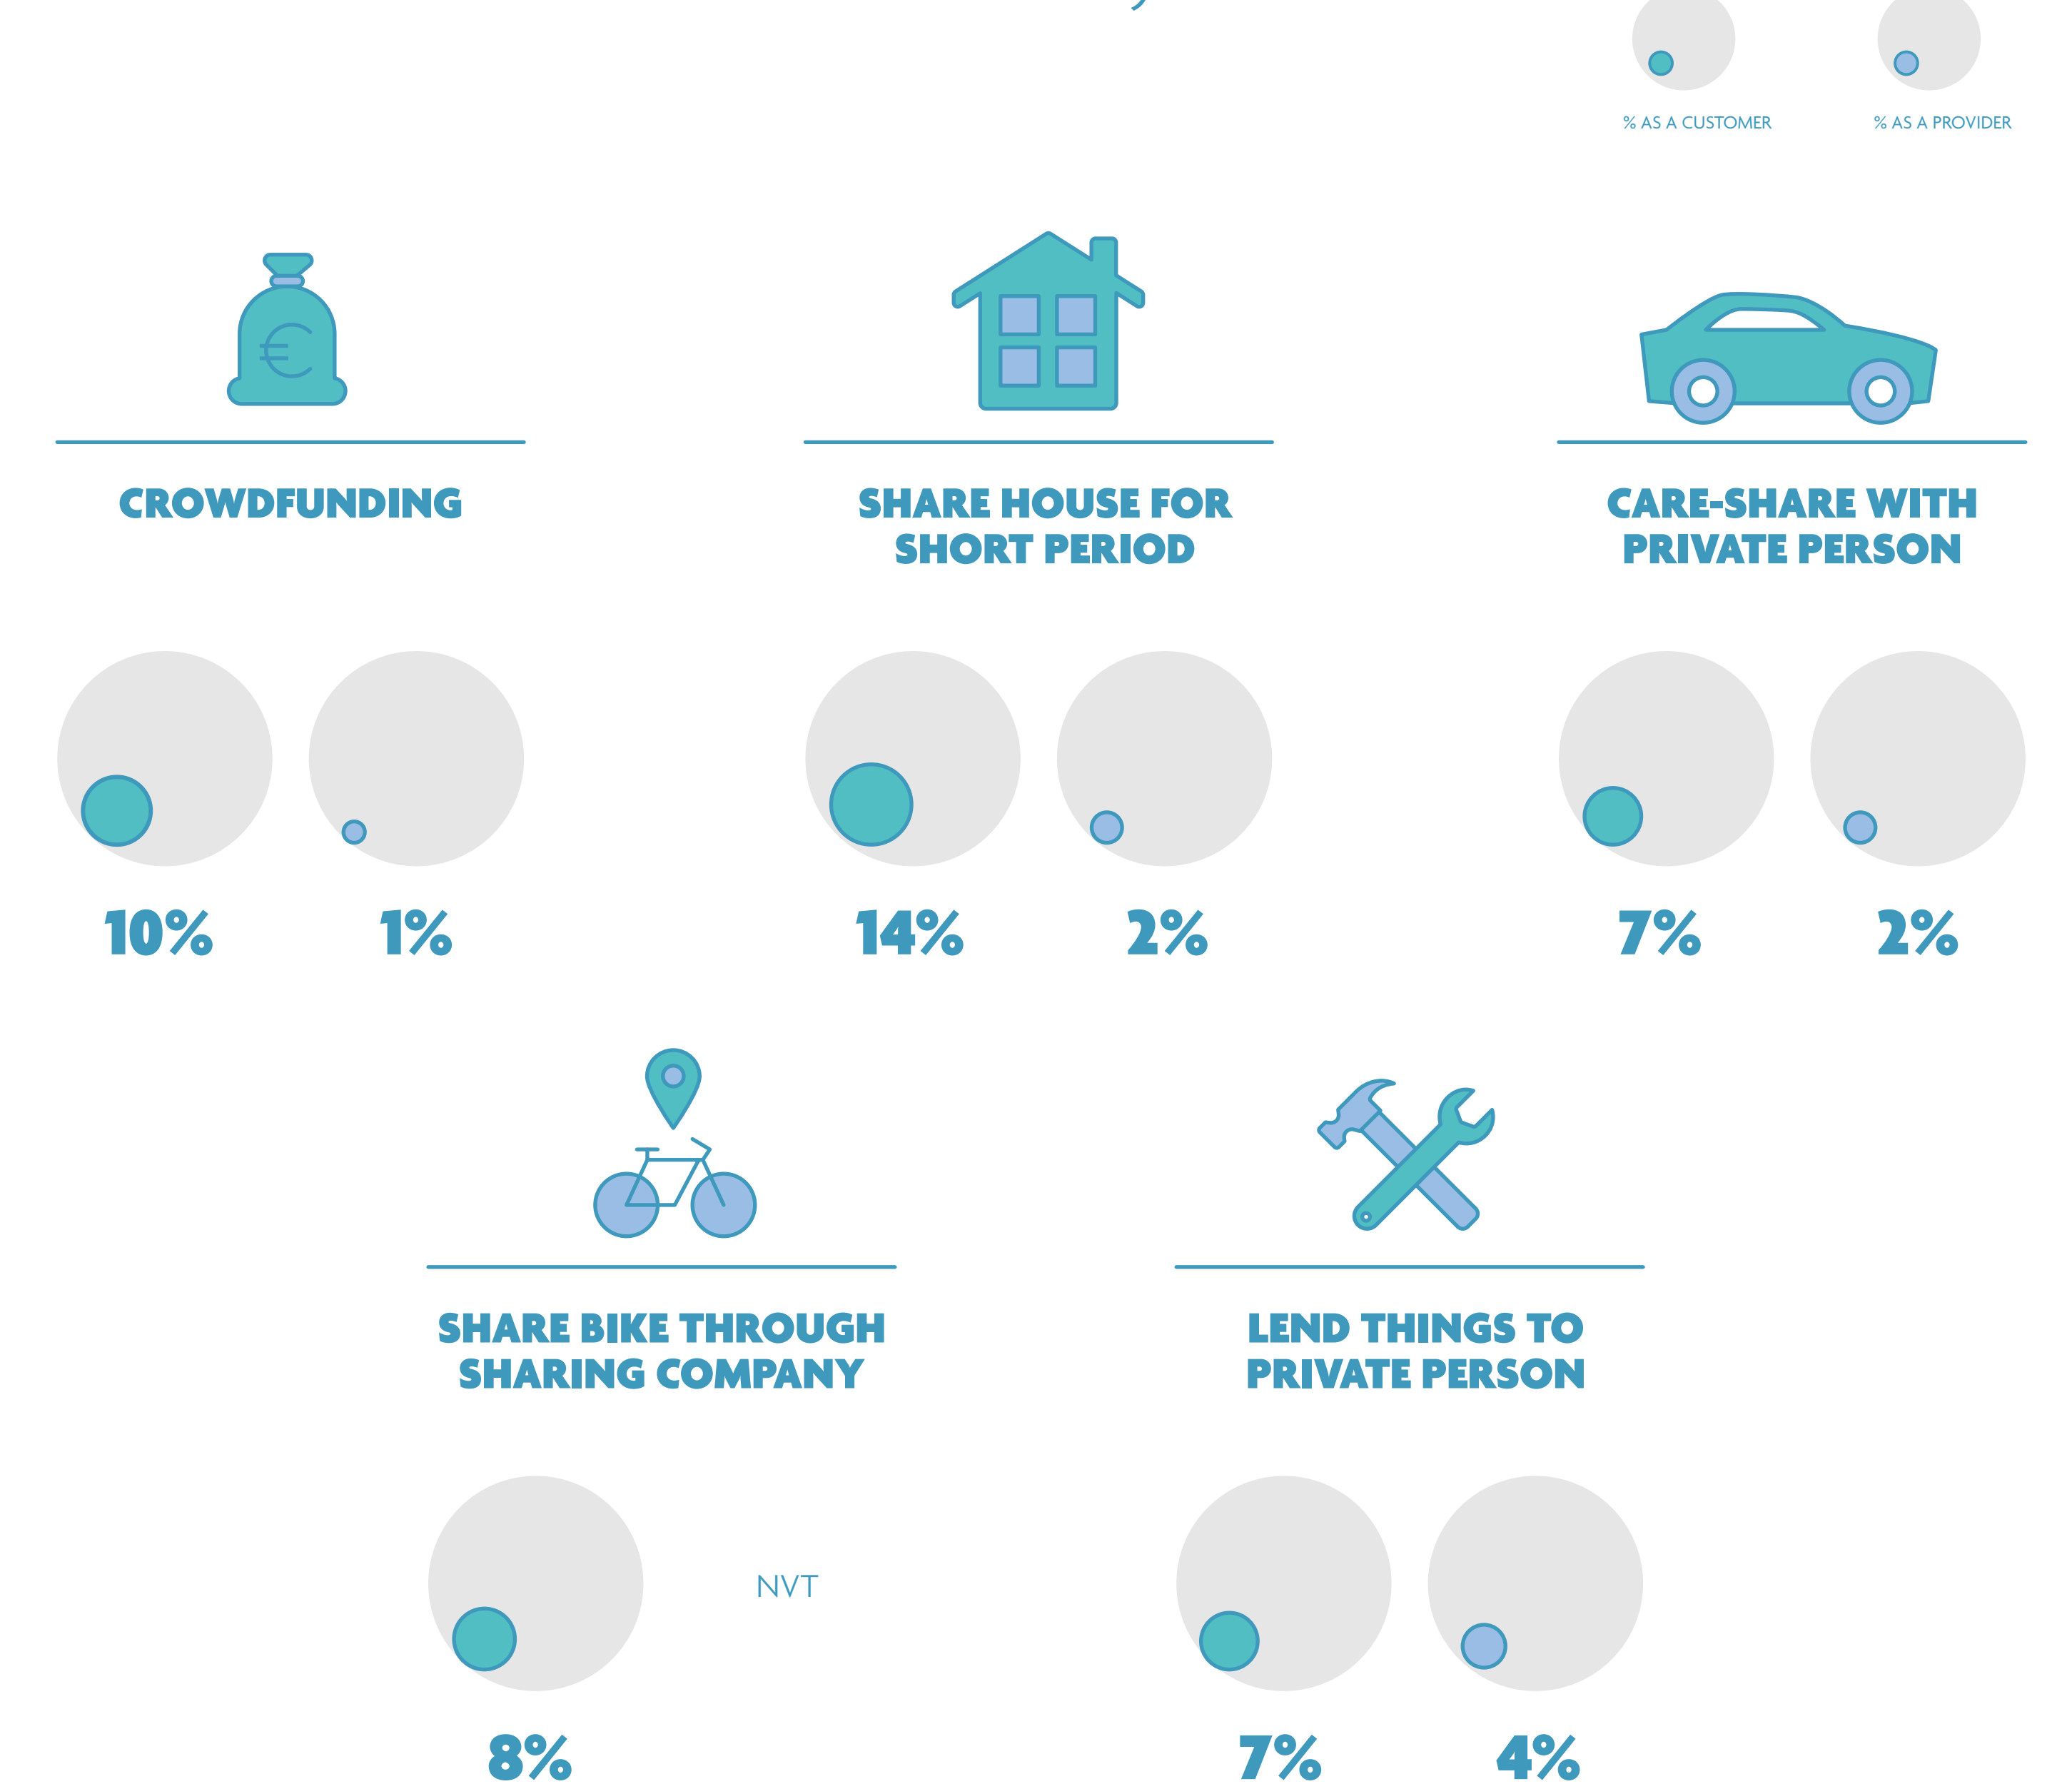 % AS A CUSTOMER
% AS A PROVIDER
€
CROWDFUNDING
SHARE HOUSE FOR
SHORT PERIOD
CARE-SHARE WITH
PRIVATE PERSON
10%
1%
14%
2%
7%
2%
SHARE BIKE THROUGH
SHARING COMPANY
LEND THINGS TO
PRIVATE PERSON
NVT
8%
7%
4%